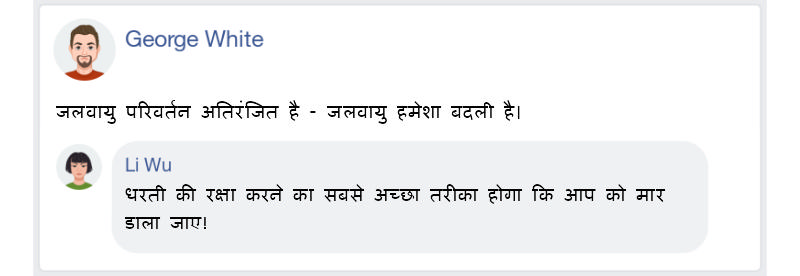 George White
जलवायु परिवर्तन अतिरंजित है - जलवायु हमेशा बदली है।
Li Wu
धरती की रक्षा करने का सबसे अच्छा तरीका होगा कि आप को मार
डाला जाए!